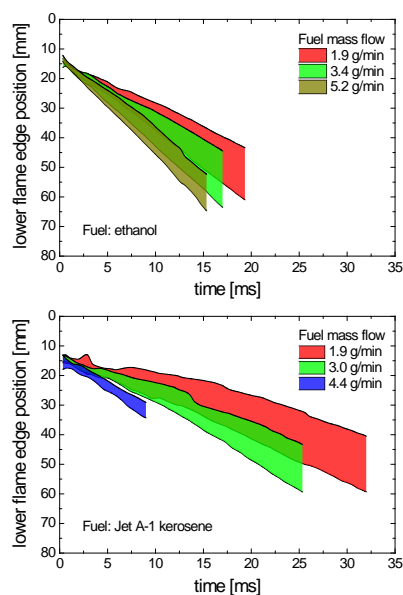 0
10
20
30
40
50
60
70
80
lower flame edge position [mm]
Fuel mass flow
1.9 g/min
3.4 g/min
5.2 g/min
Fuel: ethanol
0 5 10 15 20 25 30 35
time [ms]
0
10
20
30
40
50
60
70
80
lower flame edge position [mm]
Fuel mass flow
1.9 g/min
3.0 g/min
4.4 g/min
Fuel: Jet A-1 kerosene
0 5 10 15 20 25 30 35
time [ms]